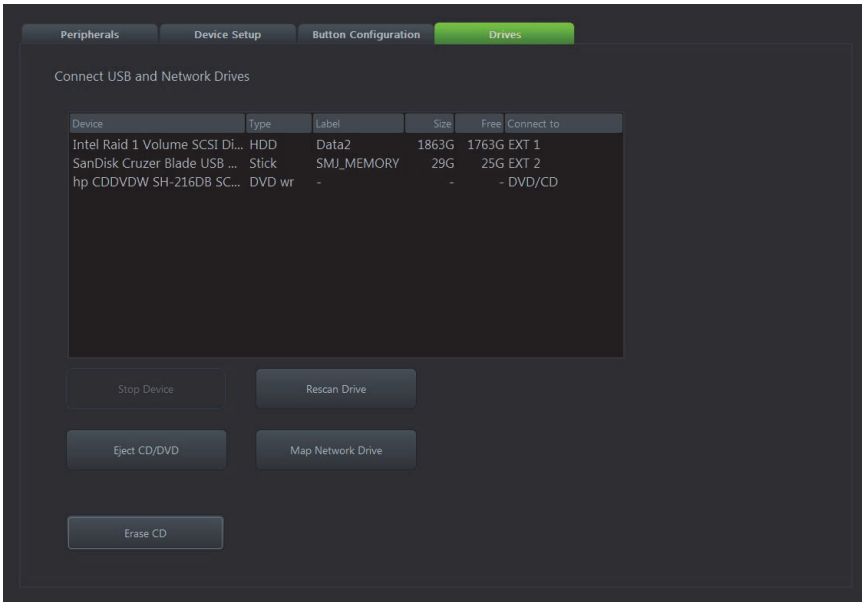 Peripherals Device Setup Button Configuration Drives
Connect USB and Network Drives
Device Type Label Size Free Connect to
Intel Raid 1 Volume SCSI Di... HDD Data2 1863G 1763G EXT 1
SanDisk Cruzer Blade USB ... Stick SMJ_MEMORY 29G 25G EXT 2
hp CDDVDW SH-216DB SC... DVD wr - - - DVD/CD
Stop Device Rescan Drive
Eject CD/DVD Map Network Drive
Erase CD